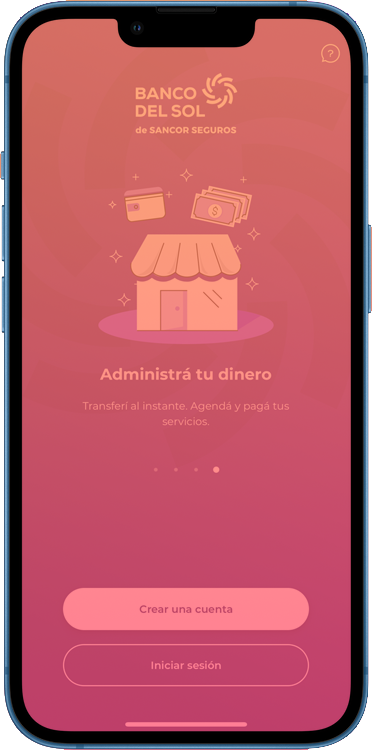 ?
BANCO
DEL SOL
de SANCOR SEGUROS
$
Administrá tu dinero
Transferí al instante. Agendá y pagá tus
servicios.
Crear una cuenta
Iniciar sesión